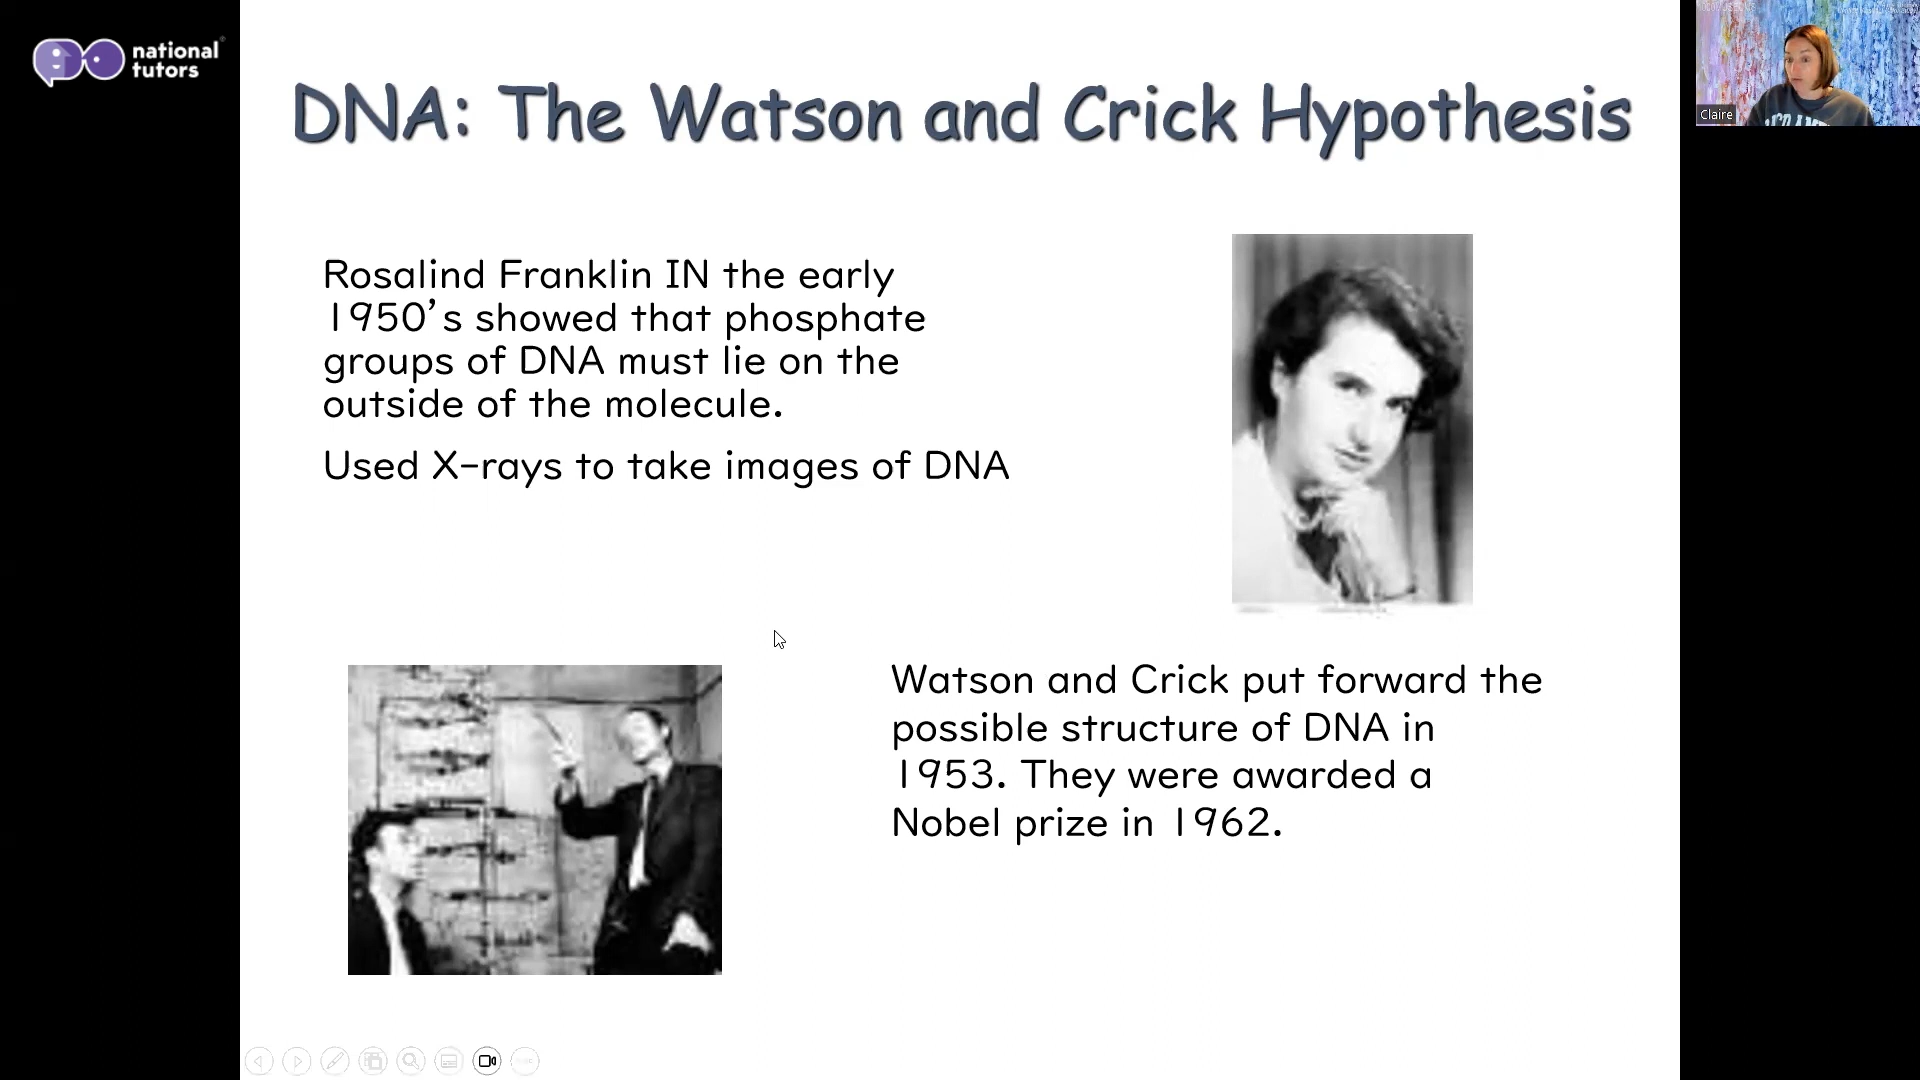 national
tutors
DNA: The Watson and Crick Hypothesis
Claire
Rosalind Franklin IN the early
1950's showed that phosphate
groups of DNA must lie on the
outside of the molecule.
Used X-rays to take images of DNA
Watson and Crick put forward the
possible structure of DNA in
1953. They were awarded a
Nobel prize in 1962.